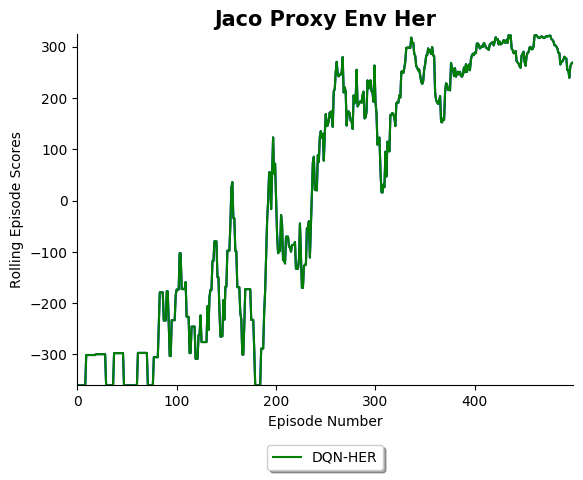 Jaco Proxy Env Her
Rolling Episode Scores
300
200
100
0
−100
−200
−300
0 100 200 300 400
Episode Number
DQN-HER